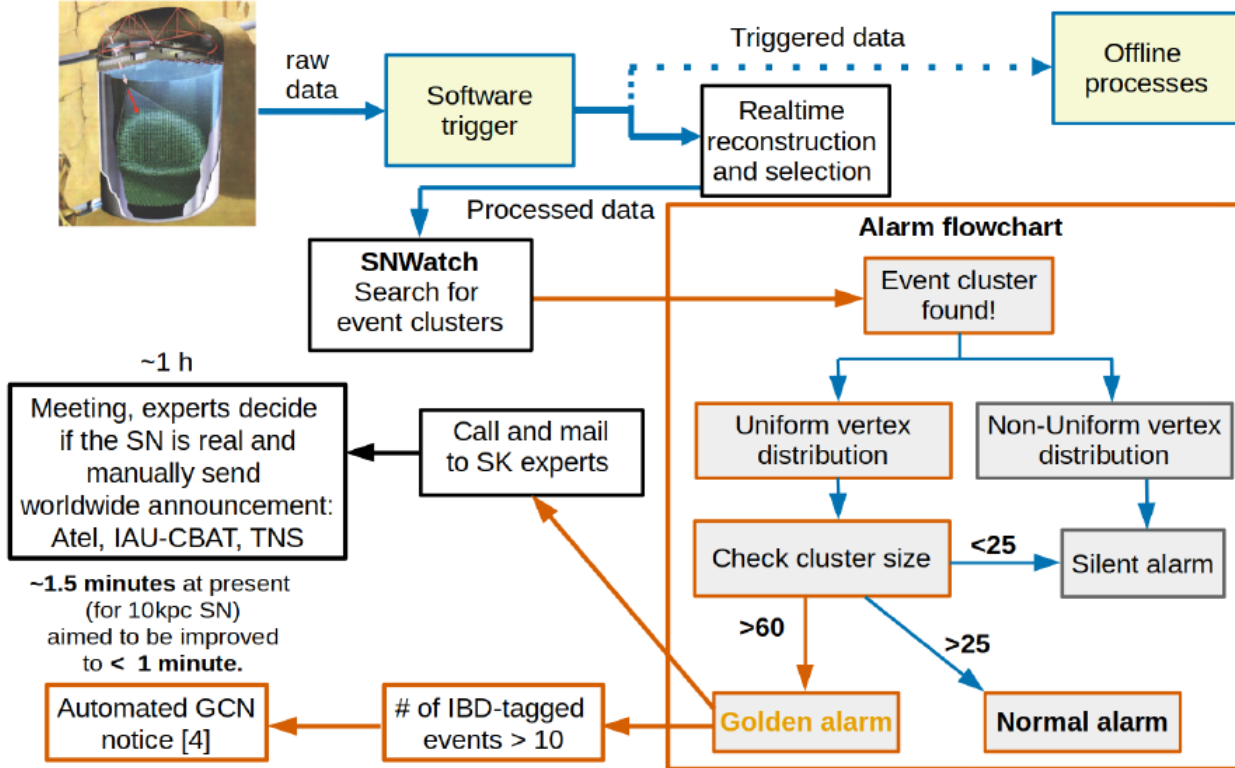 raw
data
Software
trigger
Triggered data
Offline
processes
Realtime
reconstruction
and selection
Processed data
SNWatch
Search for
event clusters
Alarm flowchart
Event cluster
found!
Uniform vertex
distribution
Non-Uniform vertex
distribution
Check cluster size
<25
Silent alarm
>60
>25
Golden alarm
Normal alarm
Call and mail
to SK experts
~1 h
Meeting, experts decide
if the SN is real and
manually send
worldwide announcement:
Atel, IAU-CBAT, TNS
~1.5 minutes at present
(for 10kpc SN)
aimed to be improved
to < 1 minute.
# of IBD-tagged
events > 10
Automated GCN
notice [4]